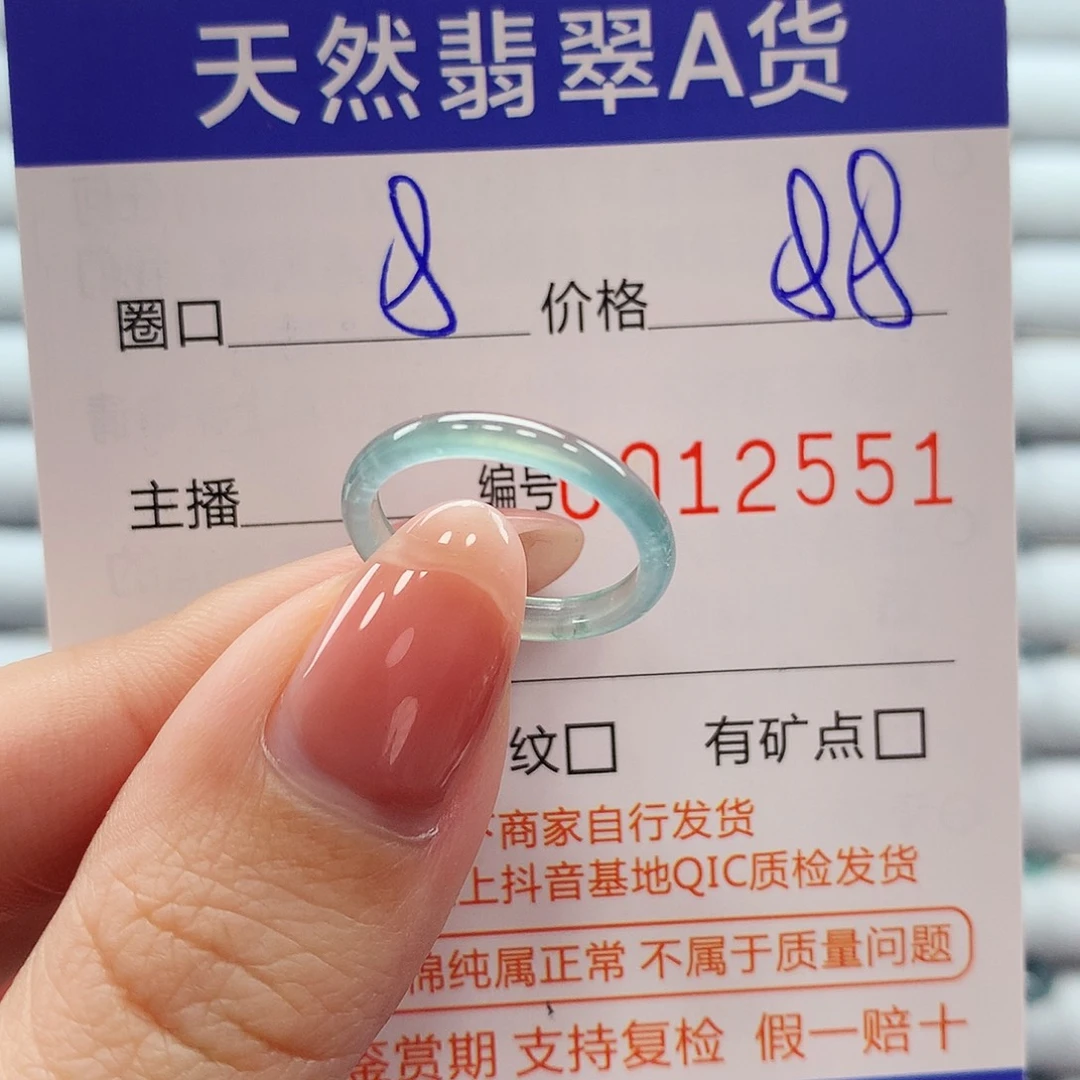 天然翡翠A货
圈口 8 价格 88
主播 编号 0012551
纹□ 有矿点□
商家自行发货
上抖音基地QIC质检发货
棉纯属正常 不属于质量问题
鉴赏期 支持复检 假一赔十